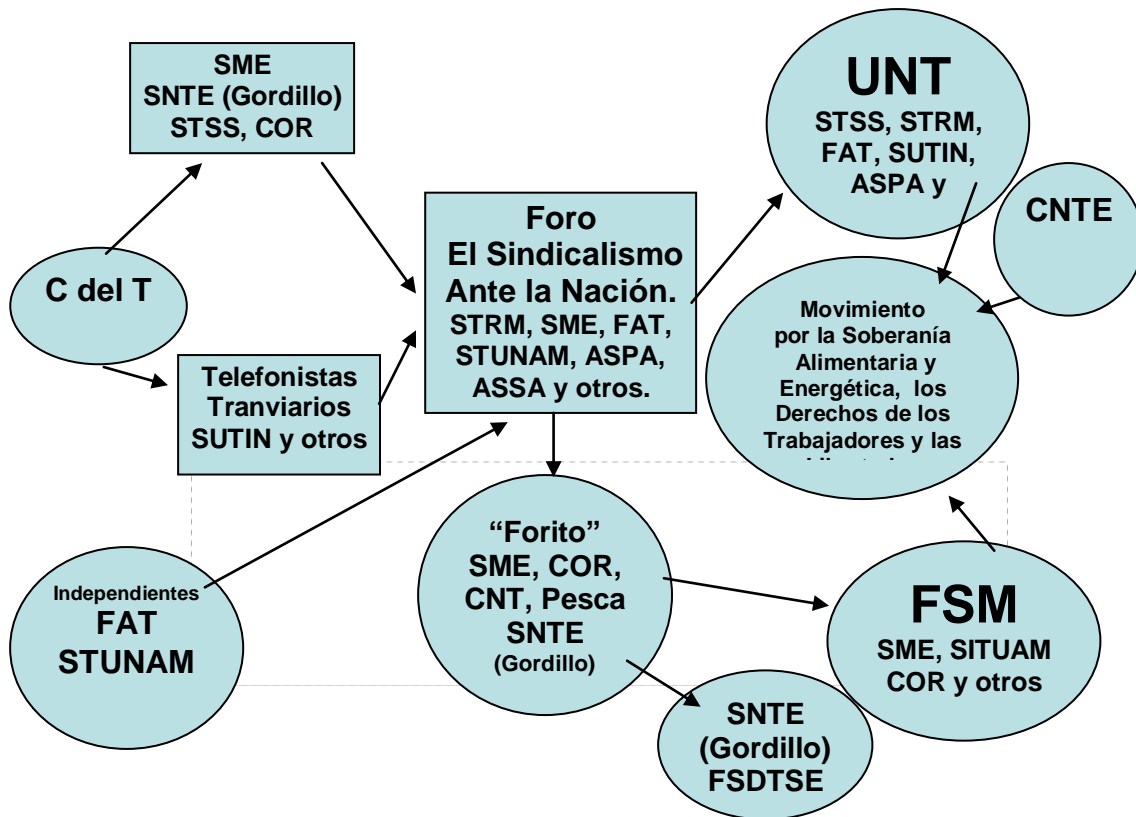 SME
SNTE (Gordillo)
STSS, COR
UNT
STSS, STRM,
FAT, SUTIN,
ASPA y
CNTE
C del T
Foro
El Sindicalismo
Ante la Nación.
STRM, SME, FAT,
STUNAM, ASPA,
ASSA y otros.
Movimiento
por la Soberanía
Alimentaria y
Energética, los
Derechos de los
Trabajadores y las
Telefonistas
Tranviarios
SUTIN y otros
Independientes
FAT
STUNAM
“Forito”
SME, COR,
CNT, Pesca
SNTE
(Gordillo)
FSM
SME, SITUAM
COR y otros
SNTE
(Gordillo)
FSDTSE